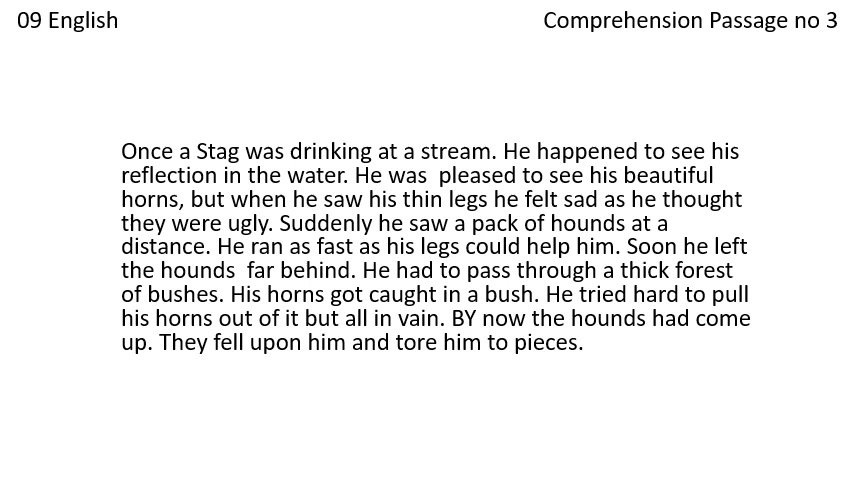 09 English
Comprehension Passage no 3
Once a Stag was drinking at a stream. He happened to see his
reflection in the water. He was  pleased to see his beautiful
horns, but when he saw his thin legs he felt sad as he thought
they were ugly. Suddenly he saw a pack of hounds at a
distance. He ran as fast as his legs could help him. Soon he left
the hounds  far behind. He had to pass through a thick forest
of bushes. His horns got caught in a bush. He tried hard to pull
his horns out of it but all in vain. BY now the hounds had come
up. They fell upon him and tore him to pieces.